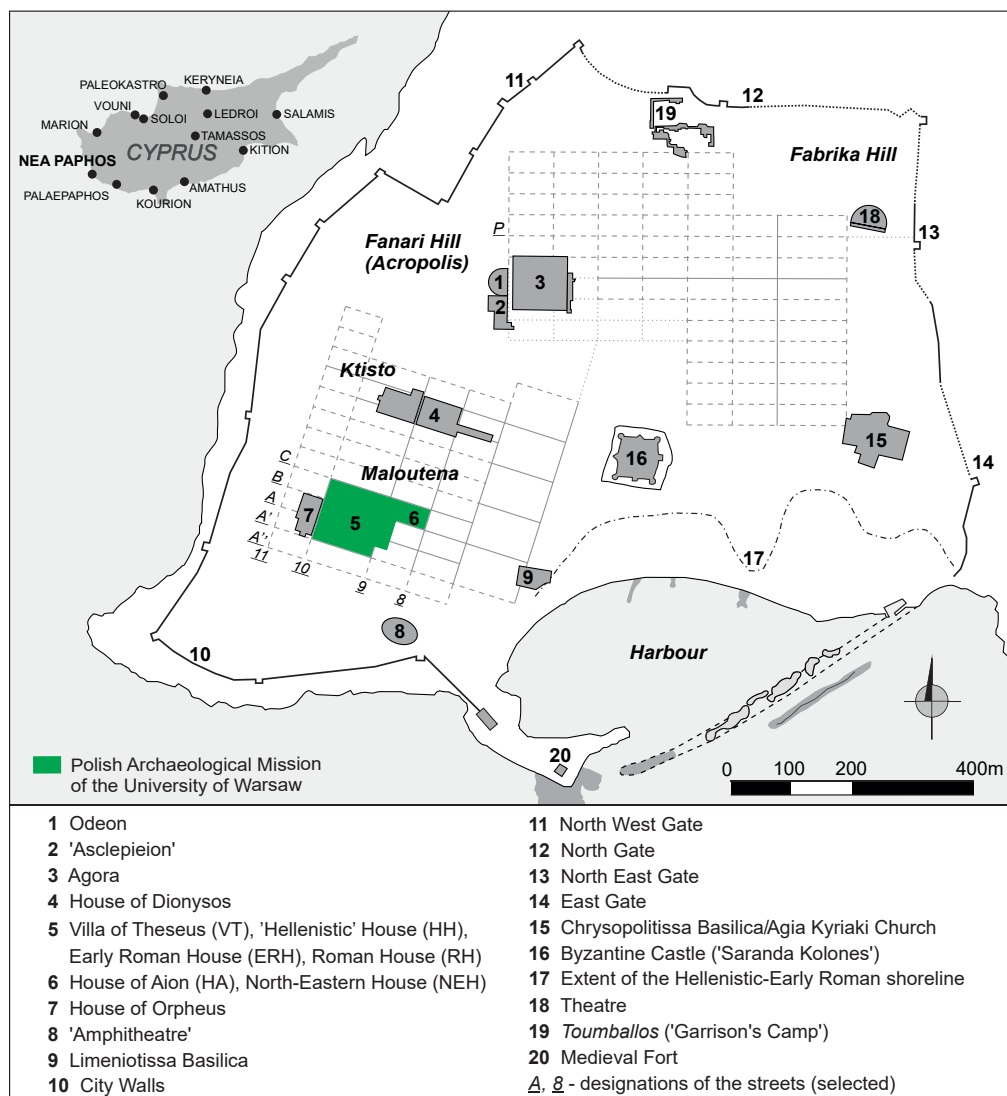 KERYNEIA
PALEOKASTRO
VOUNI
SOLOI
LEDROI
SALAMIS
MARION
TAMASSOS
CYPRUS
KITION
NEA PAPHOS
PALAEPAPHOS
AMATHUS
KOURION
11
12
19
Fabrika Hill
18
13
P
Fanari Hill
(Acropolis)
1
3
2
Ktisto
4
15
16
14
C
B
A
A'
A''
11
10
9
8
Maloutena
7
5
6
17
9
8
10
Harbour
20
0 100 200 400m
Polish Archaeological Mission
of the University of Warsaw
1 Odeon
2 'Asclepieion'
3 Agora
4 House of Dionysos
5 Villa of Theseus (VT), ’Hellenistic’ House (HH),
Early Roman House (ERH), Roman House (RH)
6 House of Aion (HA), North-Eastern House (NEH)
7 House of Orpheus
8 'Amphitheatre'
9 Limeniotissa Basilica
10 City Walls
11 North West Gate
12 North Gate
13 North East Gate
14 East Gate
15 Chrysopolitissa Basilica/Agia Kyriaki Church
16 Byzantine Castle ('Saranda Kolones')
17 Extent of the Hellenistic-Early Roman shoreline
18 Theatre
19 Toumballos ('Garrison's Camp')
20 Medieval Fort
A, 8 - designations of the streets (selected)